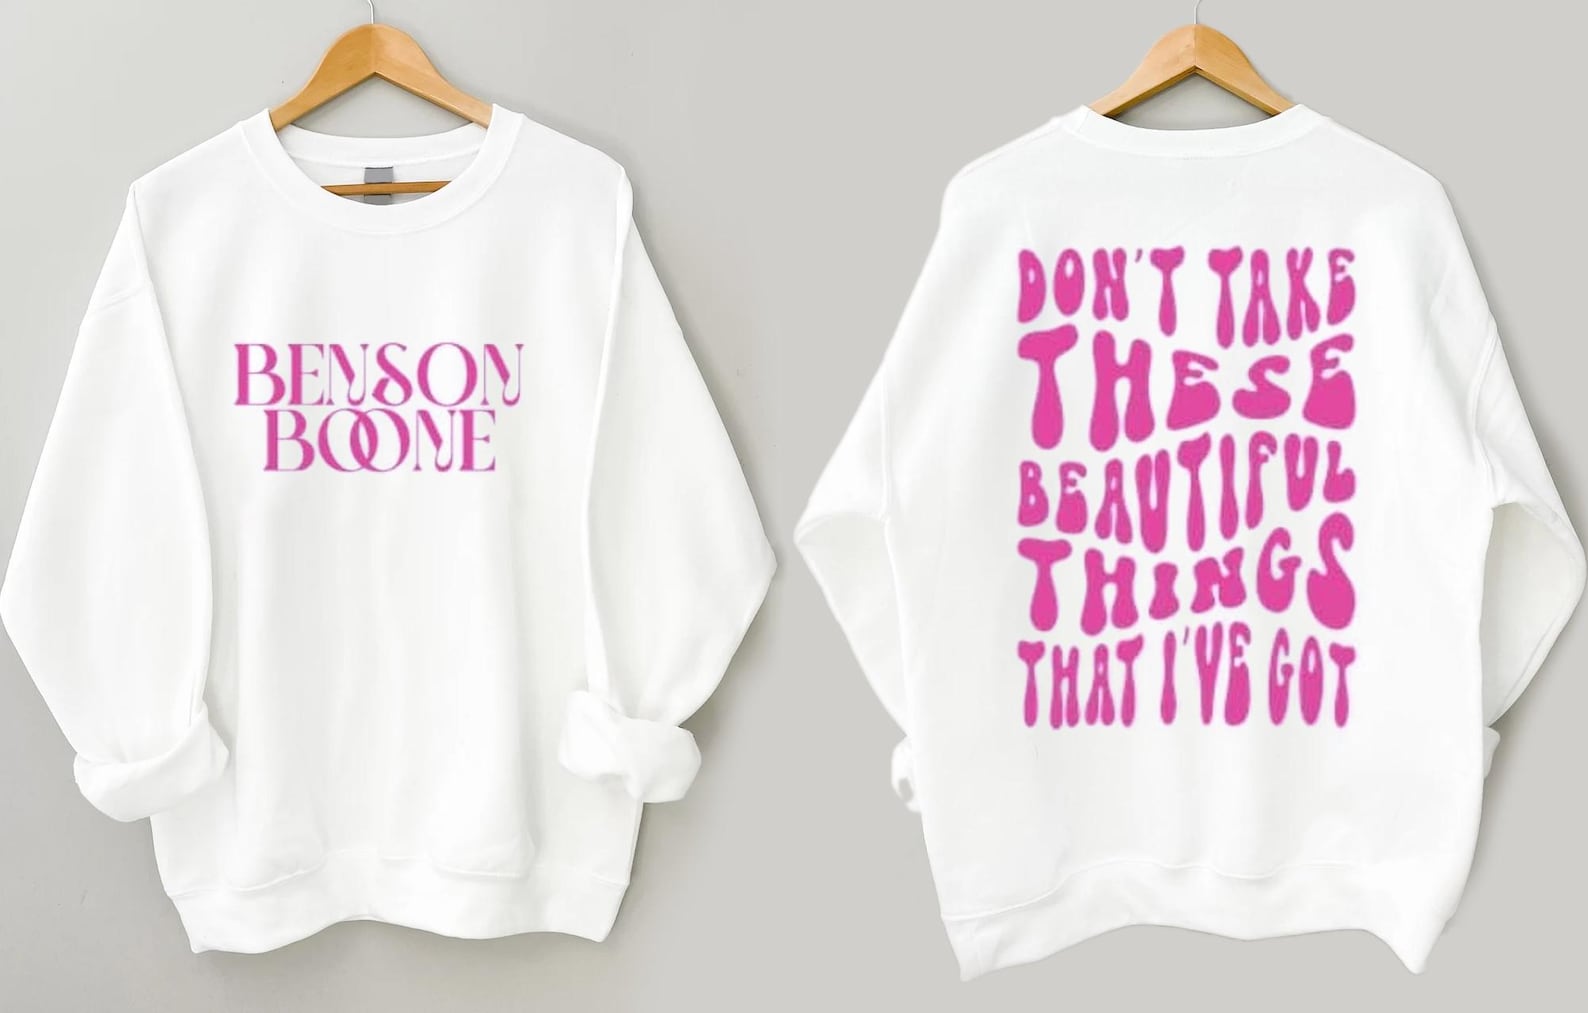 BENSON
BOONE
DON'T TAKE
THESE
BEAUTIFUL
THINGS
THAT I'VE GOT